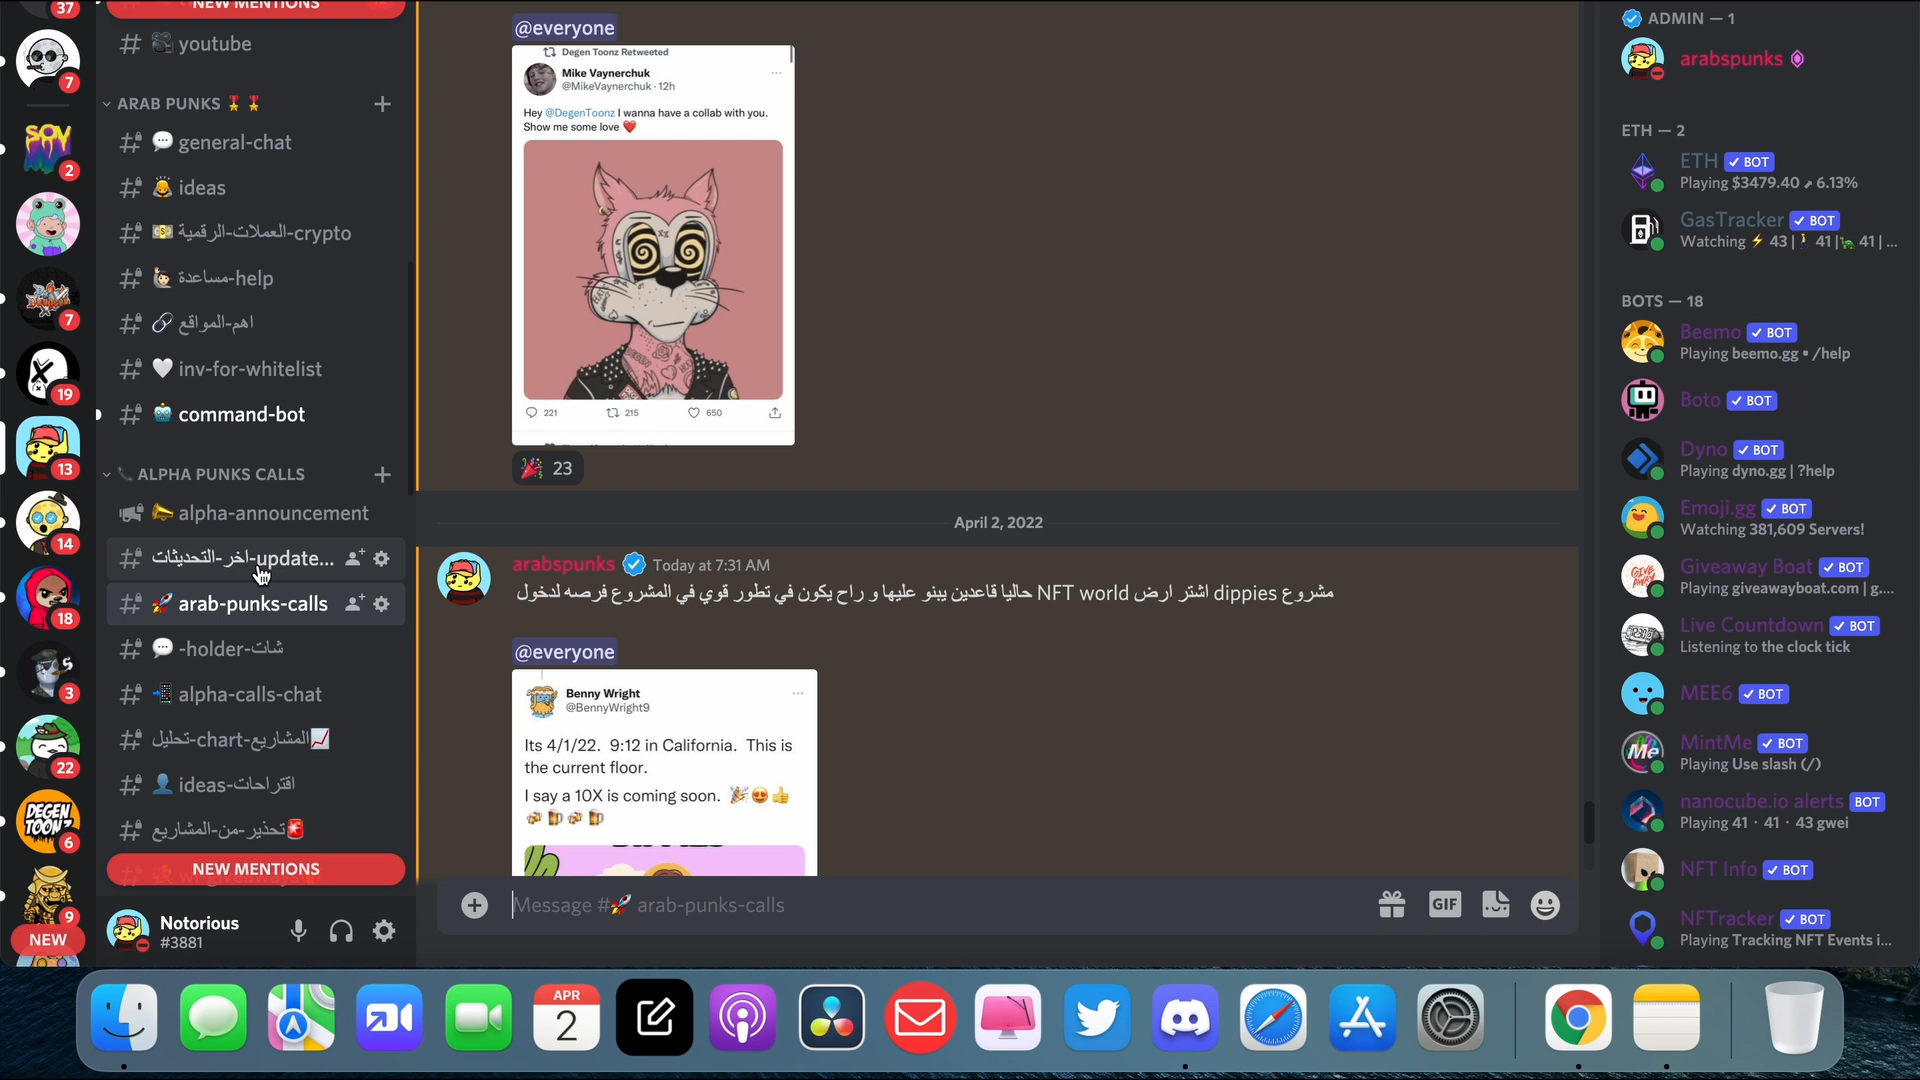 37
NEW MENTIONS
youtube
7
ARAB PUNKS
general-chat
SOV
2
ideas
العملات-الرقمية-crypto
مساعدة-help
7
اهم-المواقع
inv-for-whitelist
19
command-bot
13
ALPHA PUNKS CALLS
alpha-announcement
14
اخر-التحديثات-update...
arab-punks-calls
18
-holder-شات
3
alpha-calls-chat
المشاريع-chart-تحليل
22
ideas-اقتراحات
DEGEN
TOONZ
6
تحذير-من-المشاريع
NEW MENTIONS
9
NEW
Notorious
#3881
@everyone
Degen Toonz Retweeted
Mike Vaynerchuk
@MikeVaynerchuk · 12h
Hey @DegenToonz I wanna have a collab with you.
Show me some love ❤️
221 215 650
23
April 2, 2022
arabspunks Today at 7:31 AM
مشروع dippies اشتر ارض NFT world حاليا قاعدين يبنو عليها و راح يكون في تطور قوي في المشروع فرصه لدخول
@everyone
Benny Wright
@BennyWright9
Its 4/1/22. 9:12 in California. This is
the current floor.
I say a 10X is coming soon. 🎉😍👍
🍻🍺🍻🍺
Message #🚀 arab-punks-calls
GIF
ADMIN — 1
arabspunks
ETH — 2
ETH ✓ BOT
Playing $3479.40 ↗ 6.13%
GasTracker ✓ BOT
Watching ⚡ 43 |🚶 41 |🐢 41 | ...
BOTS — 18
Beemo ✓ BOT
Playing beemo.gg • /help
Boto ✓ BOT
Dyno ✓ BOT
Playing dyno.gg | ?help
Emoji.gg ✓ BOT
Watching 381,609 Servers!
Giveaway Boat ✓ BOT
Playing giveawayboat.com | g....
Live Countdown ✓ BOT
Listening to the clock tick
MEE6 ✓ BOT
MintMe ✓ BOT
Playing Use slash (/)
nanocube.io alerts BOT
Playing 41 · 41 · 43 gwei
NFT Info ✓ BOT
NFTracker ✓ BOT
Playing Tracking NFT Events i...
APR
2